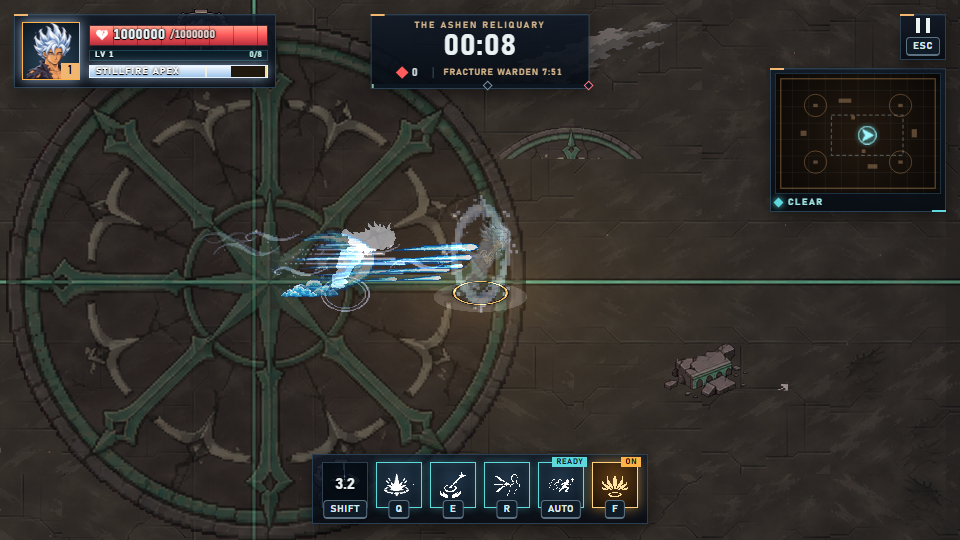 1000000 /1000000
LV 1
0/8
1
STILLFIRE APEX
THE ASHEN RELIQUARY
00:08
0
FRACTURE WARDEN 7:51
ESC
CLEAR
READY
ON
3.2
SHIFT
Q
E
R
AUTO
F